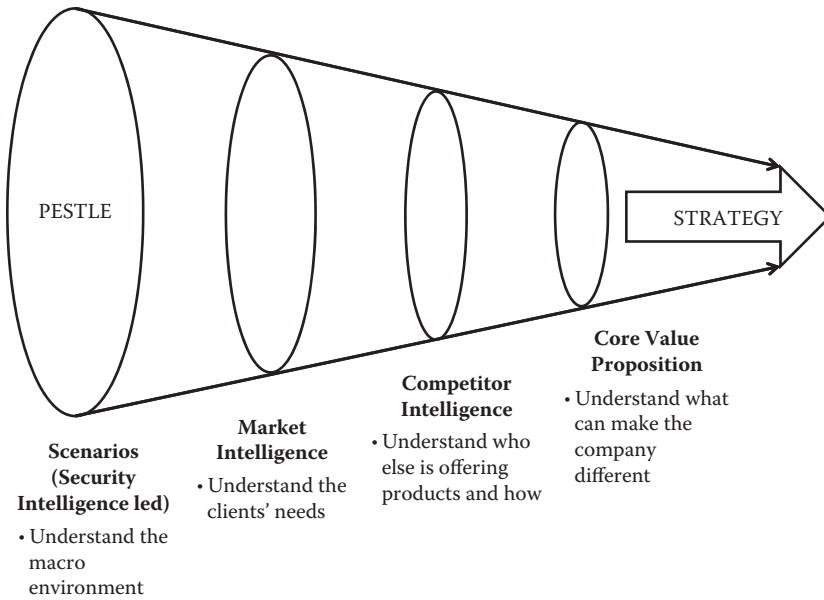 PESTLE
STRATEGY
Scenarios
(Security
Intelligence led)
• Understand the
macro
environment
Market
Intelligence
• Understand the
clients’ needs
Competitor
Intelligence
• Understand who
else is offering
products and how
Core Value
Proposition
• Understand what
can make the
company
different